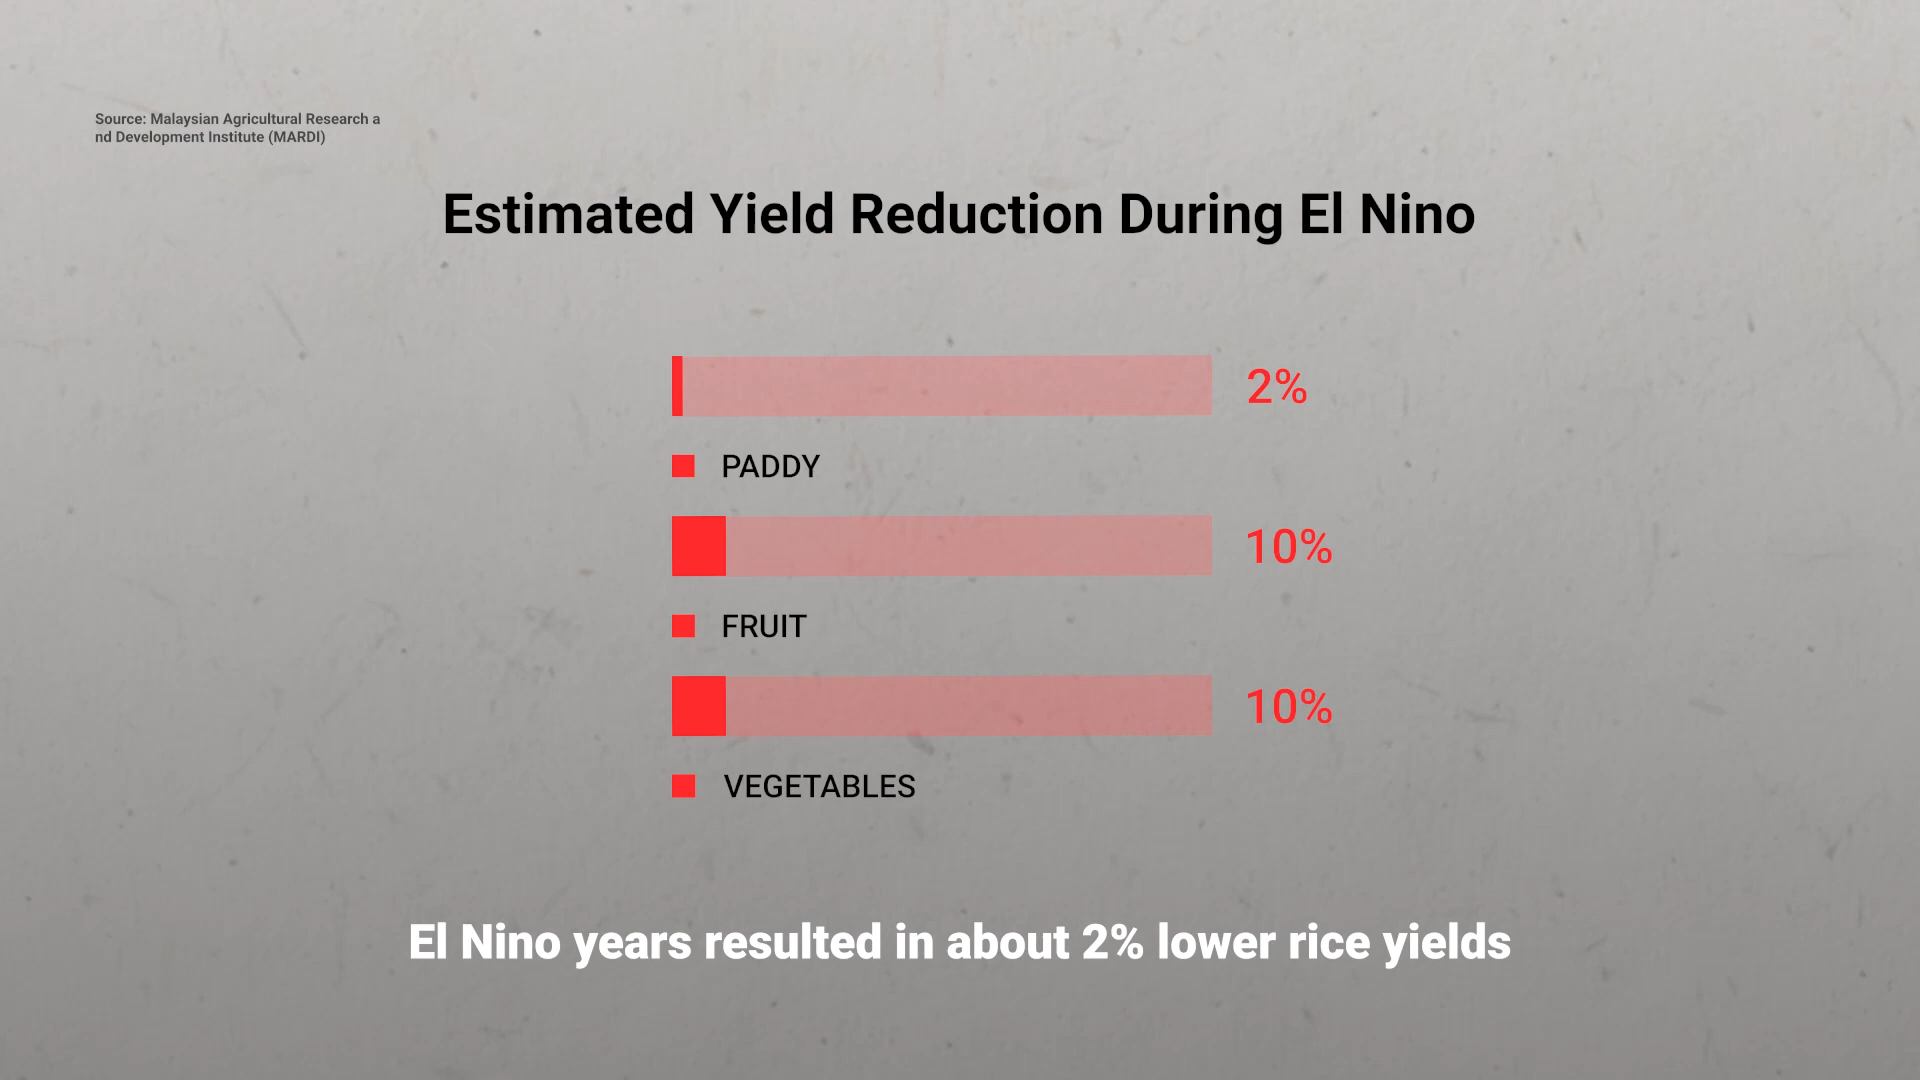 Source: Malaysian Agricultural Research a
nd Development Institute (MARDI)
Estimated Yield Reduction During El Nino
2%
PADDY
10%
FRUIT
10%
VEGETABLES
El Nino years resulted in about 2% lower rice yields